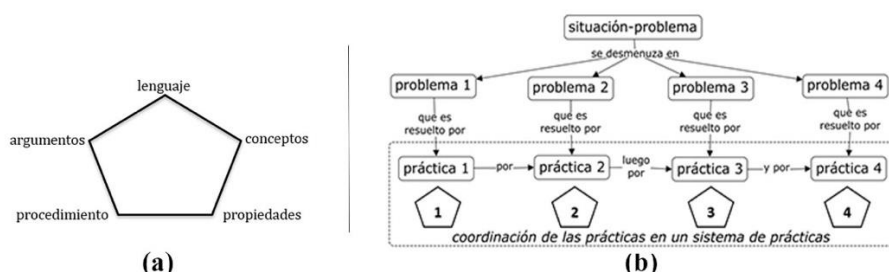 lenguaje
argumentos
conceptos
procedimiento
propiedades
(a)
situación-problema
se desmenuza en
problema 1
problema 2
problema 3
problema 4
que es
resuelto por
que es
resuelto por
que es
resuelto por
que es
resuelto por
práctica 1
por
práctica 2
luego
por
práctica 3
y por
práctica 4
1
2
3
4
coordinación de las prácticas en un sistema de prácticas
(b)